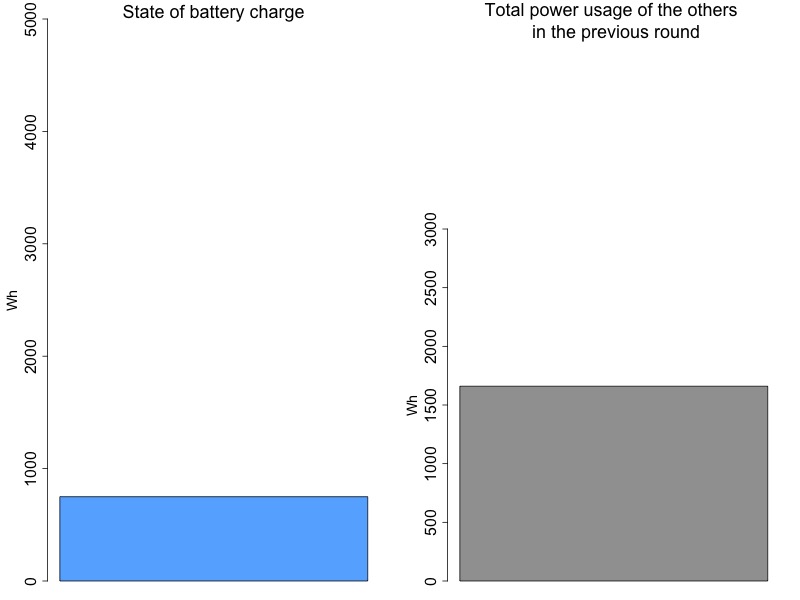 State of battery charge
5000
4000
3000
2000
1000
0
Wh
Total power usage of the others
in the previous round
3000
2500
2000
1500
1000
500
0
Wh